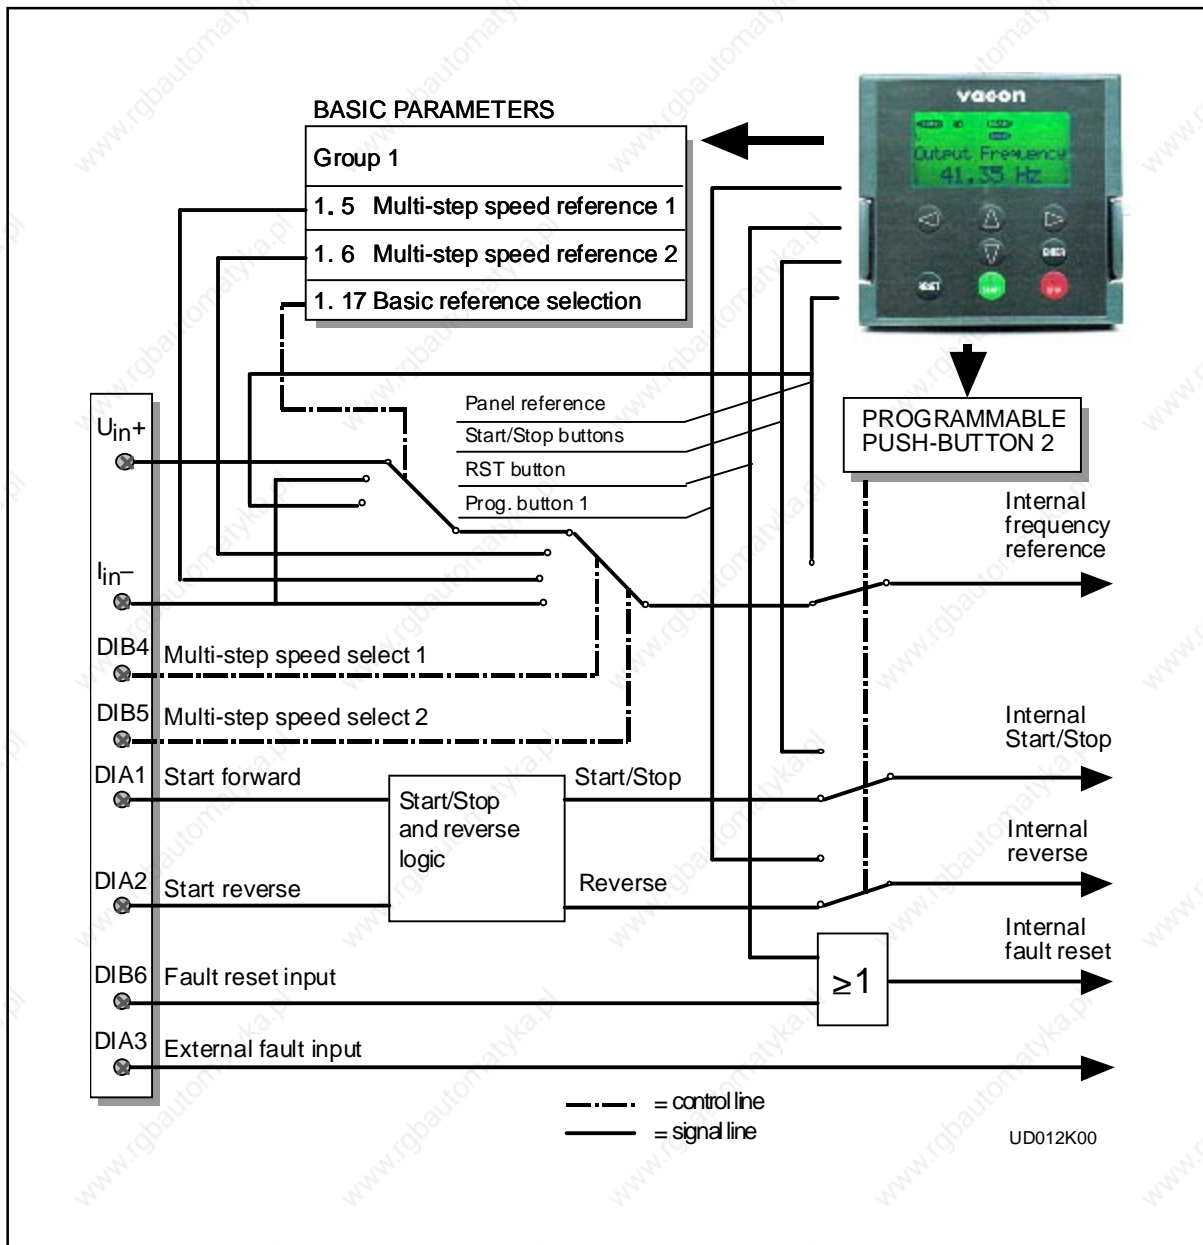 vacon
Output Frequency
41.35 Hz
RESET
ENTER
BASIC PARAMETERS
Group 1
1. 5 Multi-step speed reference 1
1. 6 Multi-step speed reference 2
1. 17 Basic reference selection
Panel reference
Start/Stop buttons
RST button
Prog. button 1
PROGRAMMABLE
PUSH-BUTTON 2
Uin+
Internal
frequency
reference
Iin−
DIB4 Multi-step speed select 1
DIB5 Multi-step speed select 2
Internal
Start/Stop
DIA1 Start forward
Start/Stop
Start/Stop
and reverse
logic
Internal
reverse
DIA2 Start reverse
Reverse
Internal
fault reset
DIB6 Fault reset input
≥1
DIA3 External fault input
= control line
= signal line
UD012K00
www.rgbautomatyka.pl